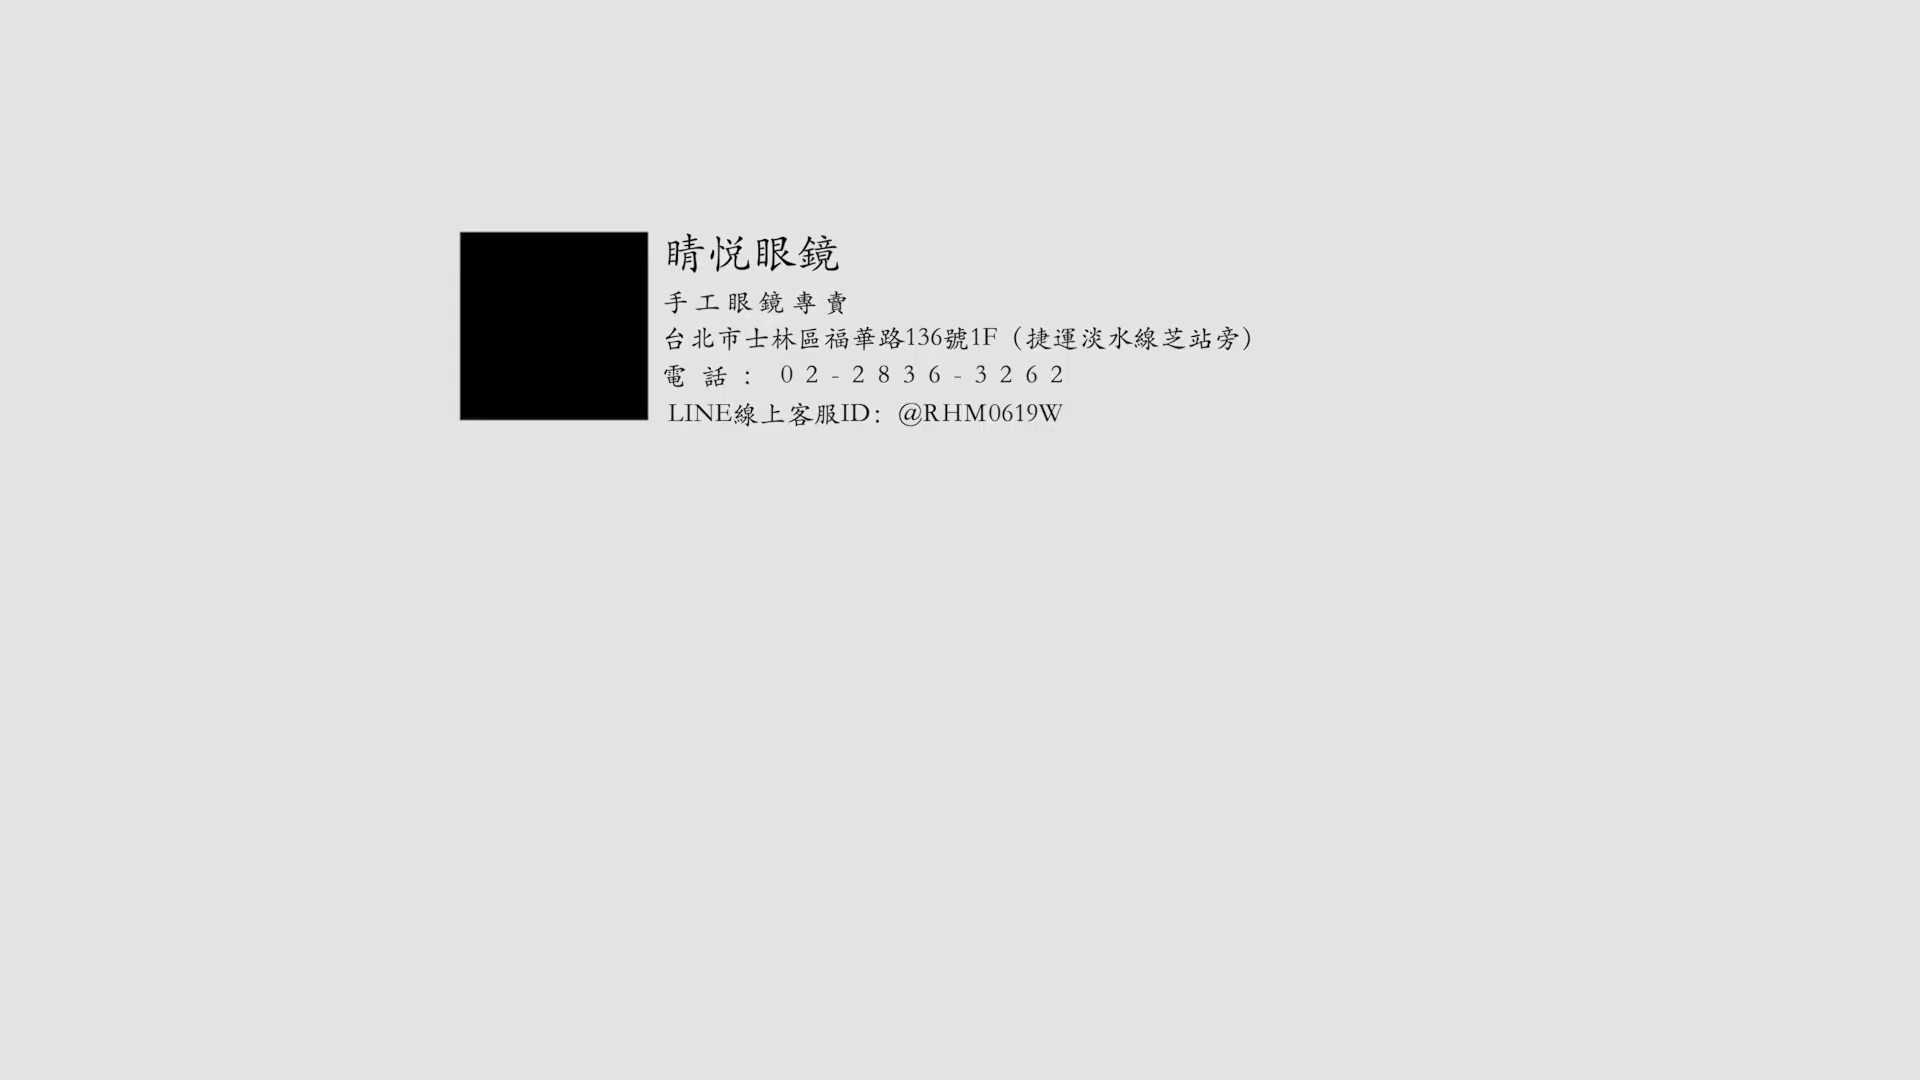 睛悦眼鏡
手工眼鏡專賣
台北市士林區福華路136號1F（捷運淡水線芝站旁）
電話：02-2836-3262
LINE線上客服ID：@RHM0619W